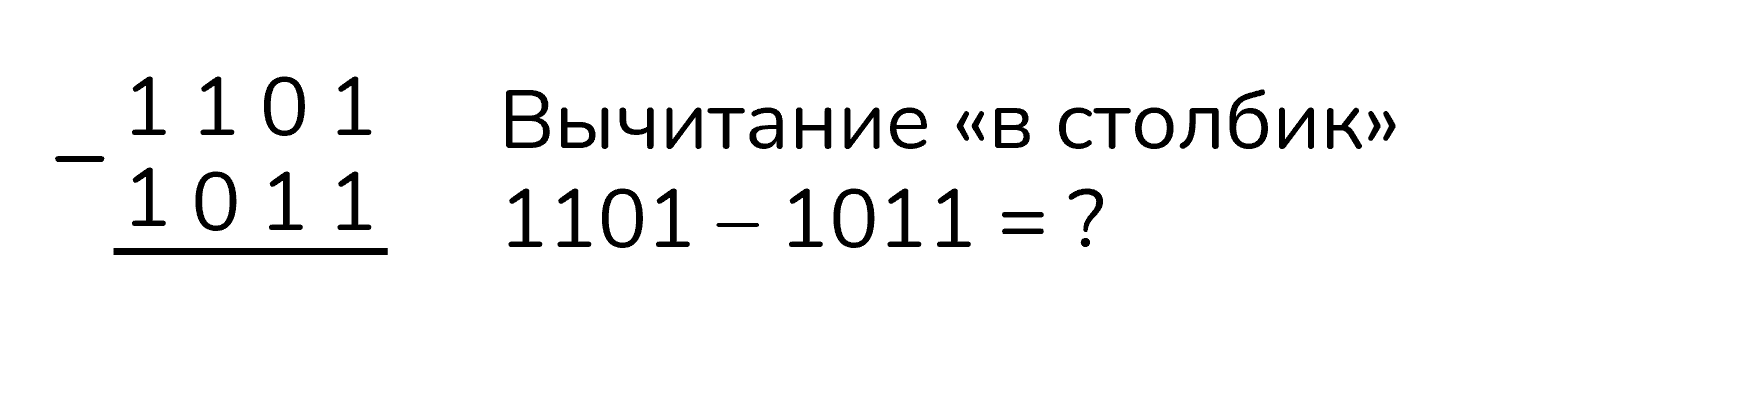 1 1 0 1
–
1 0 1 1
Вычитание «в столбик»
1101 – 1011 = ?